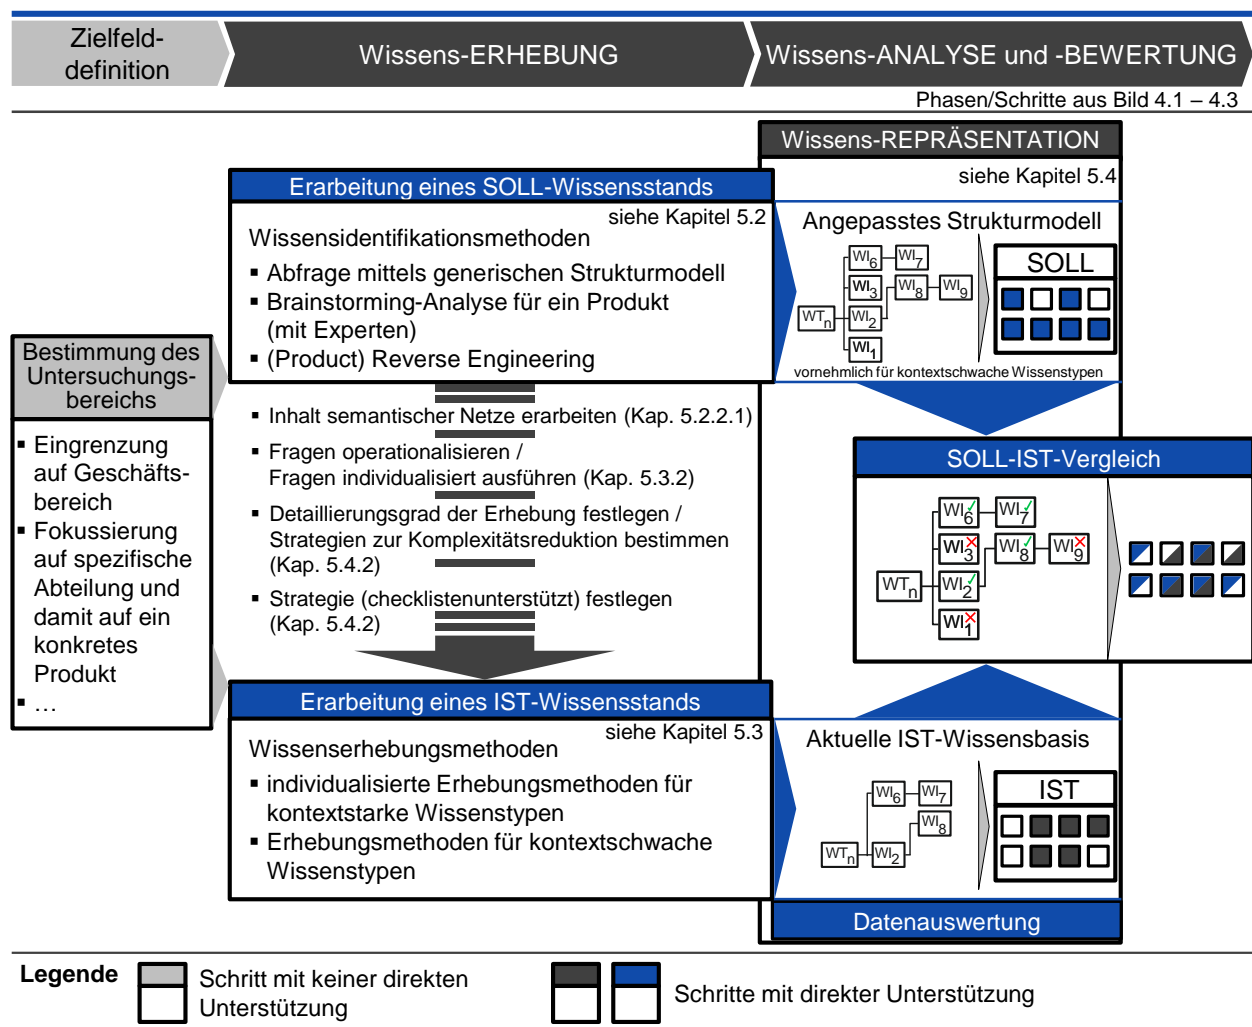 Zielfeld-
definition
Wissens-ERHEBUNG
Wissens-ANALYSE und -BEWERTUNG
Phasen/Schritte aus Bild 4.1 – 4.3
Wissens-REPRÄSENTATION
siehe Kapitel 5.4
Erarbeitung eines SOLL-Wissensstands
siehe Kapitel 5.2
Wissensidentifikationsmethoden
▪ Abfrage mittels generischen Strukturmodell
▪ Brainstorming-Analyse für ein Produkt
(mit Experten)
▪ (Product) Reverse Engineering
Angepasstes Strukturmodell
WI6
WI7
WI3
WI8
WI9
WTn
WI2
WI1
SOLL
vornehmlich für kontextschwache Wissenstypen
Bestimmung des
Untersuchungs-
bereichs
▪ Eingrenzung
auf Geschäfts-
bereich
▪ Fokussierung
auf spezifische
Abteilung und
damit auf ein
konkretes
Produkt
▪ …
▪ Inhalt semantischer Netze erarbeiten (Kap. 5.2.2.1)
▪ Fragen operationalisieren /
Fragen individualisiert ausführen (Kap. 5.3.2)
▪ Detaillierungsgrad der Erhebung festlegen /
Strategien zur Komplexitätsreduktion bestimmen
(Kap. 5.4.2)
▪ Strategie (checklistenunterstützt) festlegen
(Kap. 5.4.2)
SOLL-IST-Vergleich
WI6
WI7
WI3
WI8
WI9
WTn
WI2
WI1
Erarbeitung eines IST-Wissensstands
siehe Kapitel 5.3
Wissenserhebungsmethoden
▪ individualisierte Erhebungsmethoden für
kontextstarke Wissenstypen
▪ Erhebungsmethoden für kontextschwache
Wissenstypen
Aktuelle IST-Wissensbasis
WI6
WI7
WI8
WTn
WI2
IST
Datenauswertung
Legende
Schritt mit keiner direkten
Unterstützung
Schritte mit direkter Unterstützung